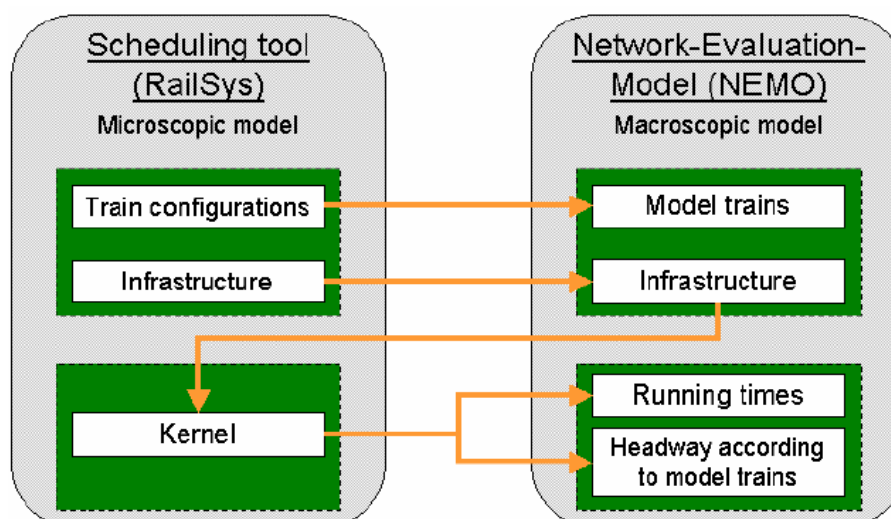 Scheduling tool
(RailSys)
Microscopic model
Train configurations
Infrastructure
Kernel
Network-Evaluation-
Model (NEMO)
Macroscopic model
Model trains
Infrastructure
Running times
Headway according
to model trains